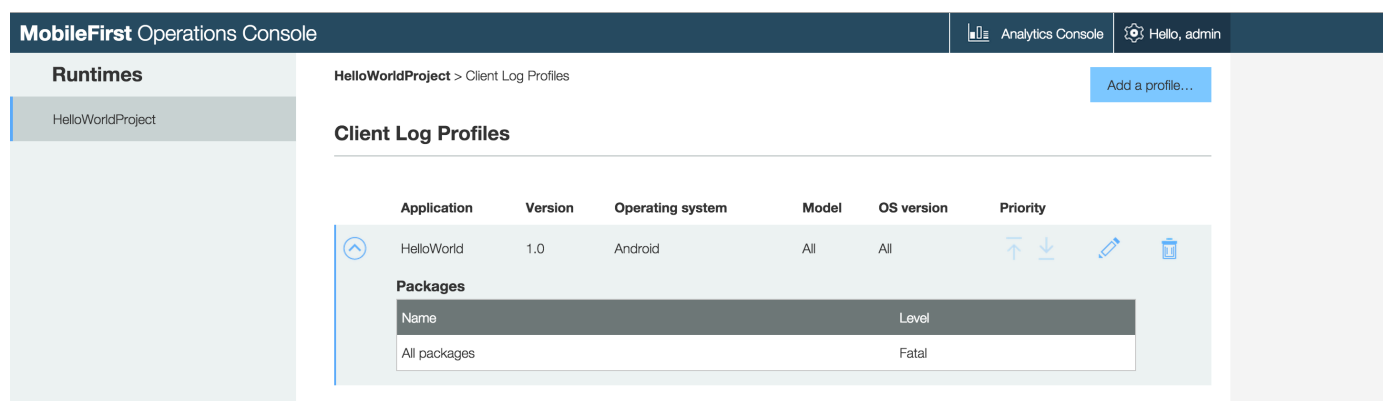 MobileFirst Operations Console
Analytics Console
Hello, admin
Runtimes
HelloWorldProject
HelloWorldProject > Client Log Profiles
Add a profile...
Client Log Profiles
Application Version Operating system Model OS version Priority
HelloWorld 1.0 Android All All
Packages
Name Level
All packages Fatal